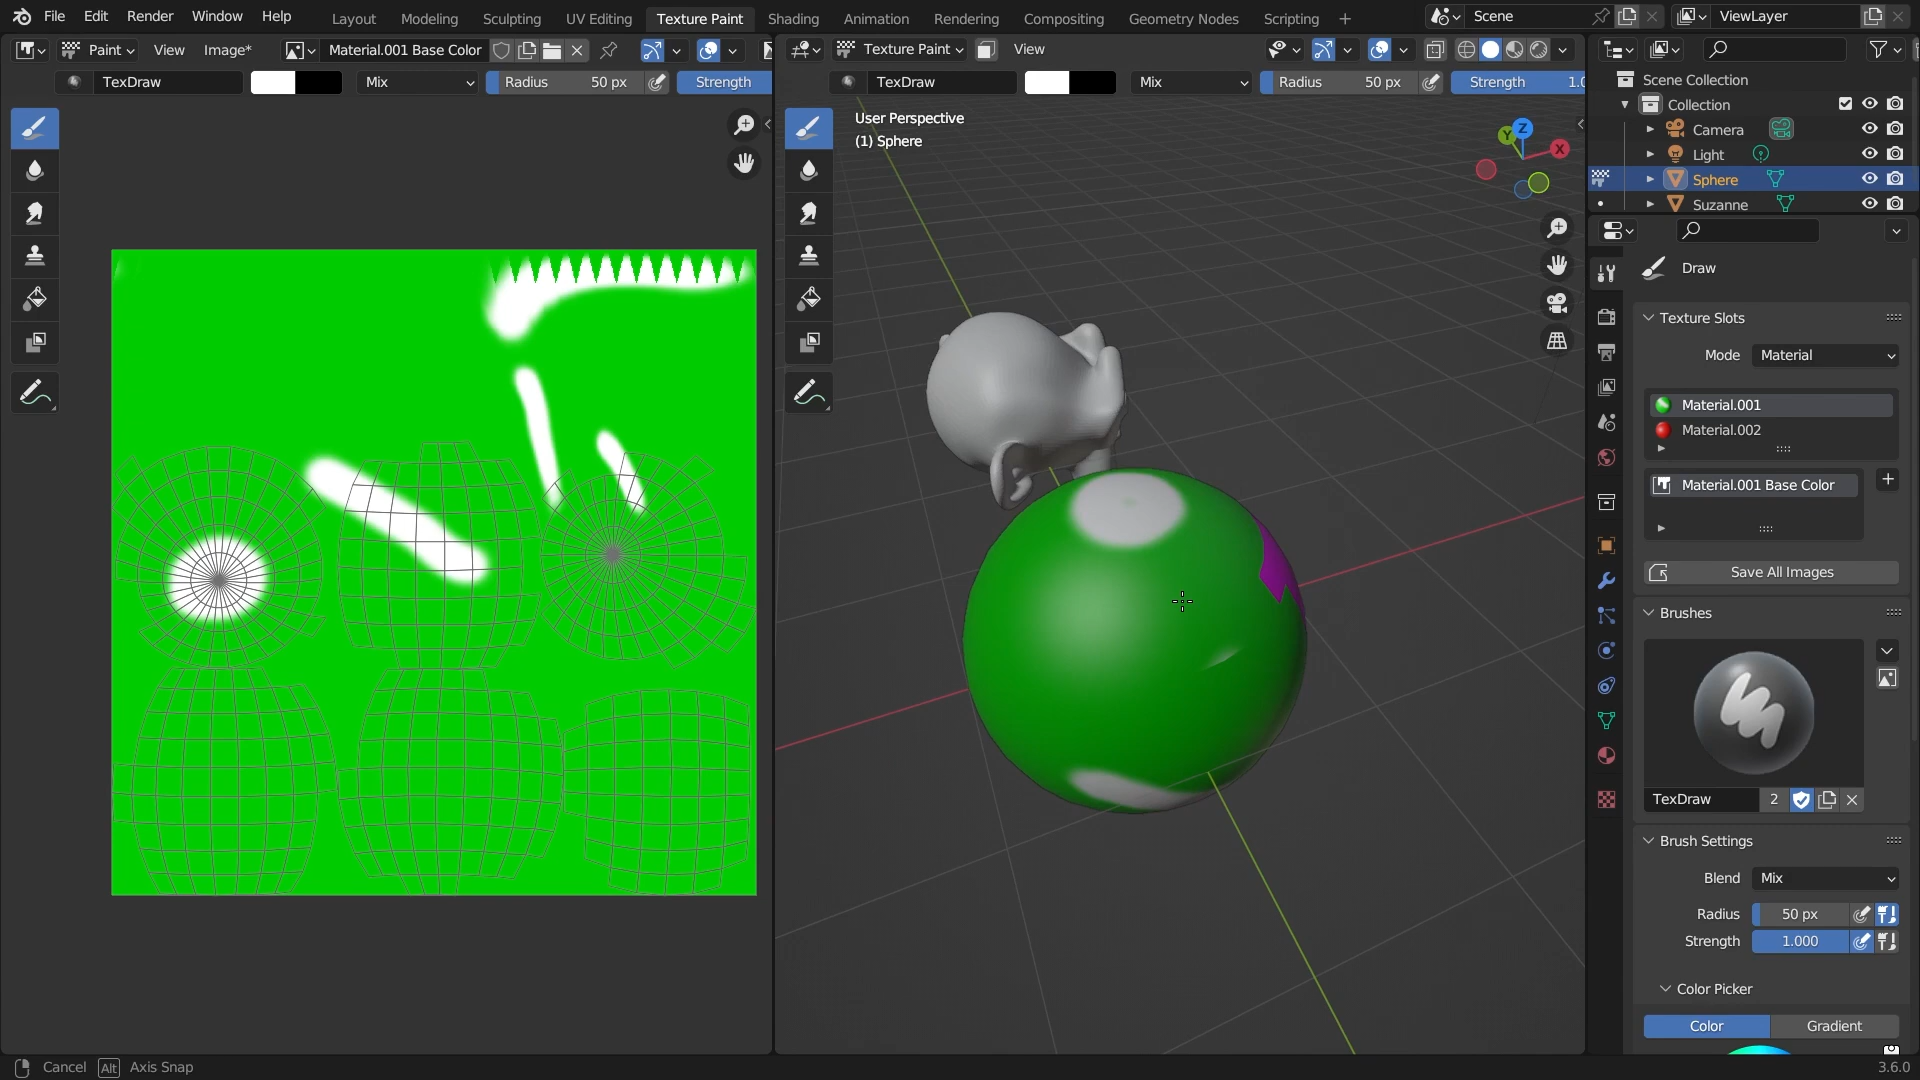 File Edit Render Window Help Layout Modeling Sculpting UV Editing Texture Paint Shading Animation Rendering Compositing Geometry Nodes Scripting Scene ViewLayer
Paint View Image* Material.001 Base Color Texture Paint View
TexDraw Mix Radius 50 px Strength TexDraw Mix Radius 50 px Strength 1.0
Scene Collection
Collection
Camera
Light
Sphere
Suzanne
User Perspective
(1) Sphere
Z
Y
X
Draw
Texture Slots
Mode Material
Material.001
Material.002
Material.001 Base Color
Save All Images
Brushes
TexDraw 2
Brush Settings
Blend Mix
Radius 50 px
Strength 1.000
Color Picker
Color Gradient
Cancel Alt Axis Snap 3.6.0